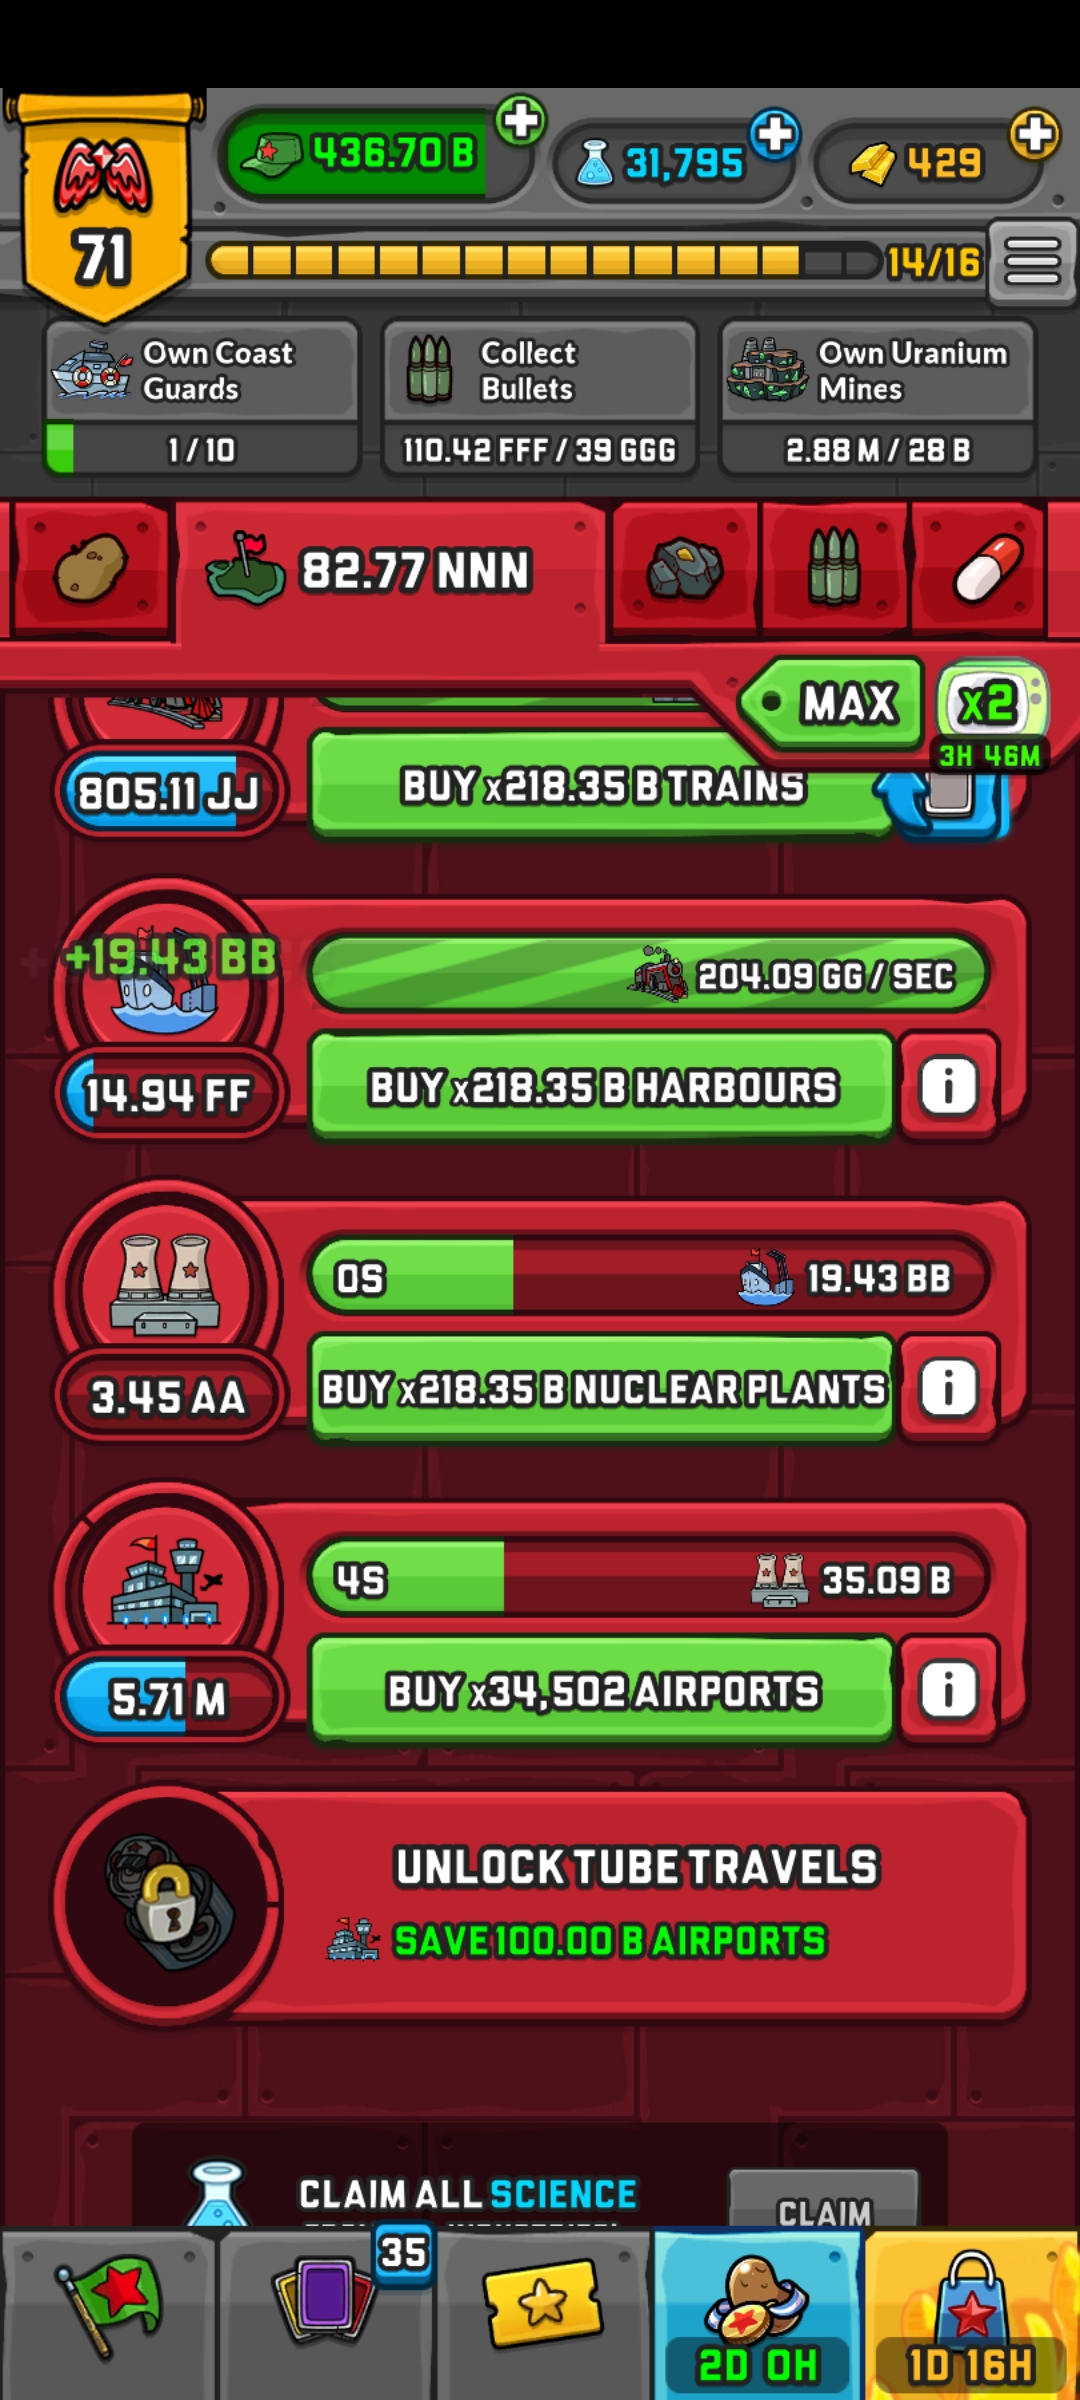 436.70 B
31,795
429
71
14/16
Own Coast
Guards
1 / 10
Collect
Bullets
110.42 FFF / 39 GGG
Own Uranium
Mines
2.88 M / 28 B
82.77 NNN
MAX
x2
3H 46M
805.11 JJ
BUY x218.35 B TRAINS
+19.43 BB
204.09 GG / SEC
14.94 FF
BUY x218.35 B HARBOURS
i
0S
19.43 BB
3.45 AA
BUY x218.35 B NUCLEAR PLANTS
i
4S
35.09 B
5.71 M
BUY x34,502 AIRPORTS
i
UNLOCK TUBE TRAVELS
SAVE 100.00 B AIRPORTS
CLAIM ALL SCIENCE
CLAIM
35
2D 0H
1D 16H